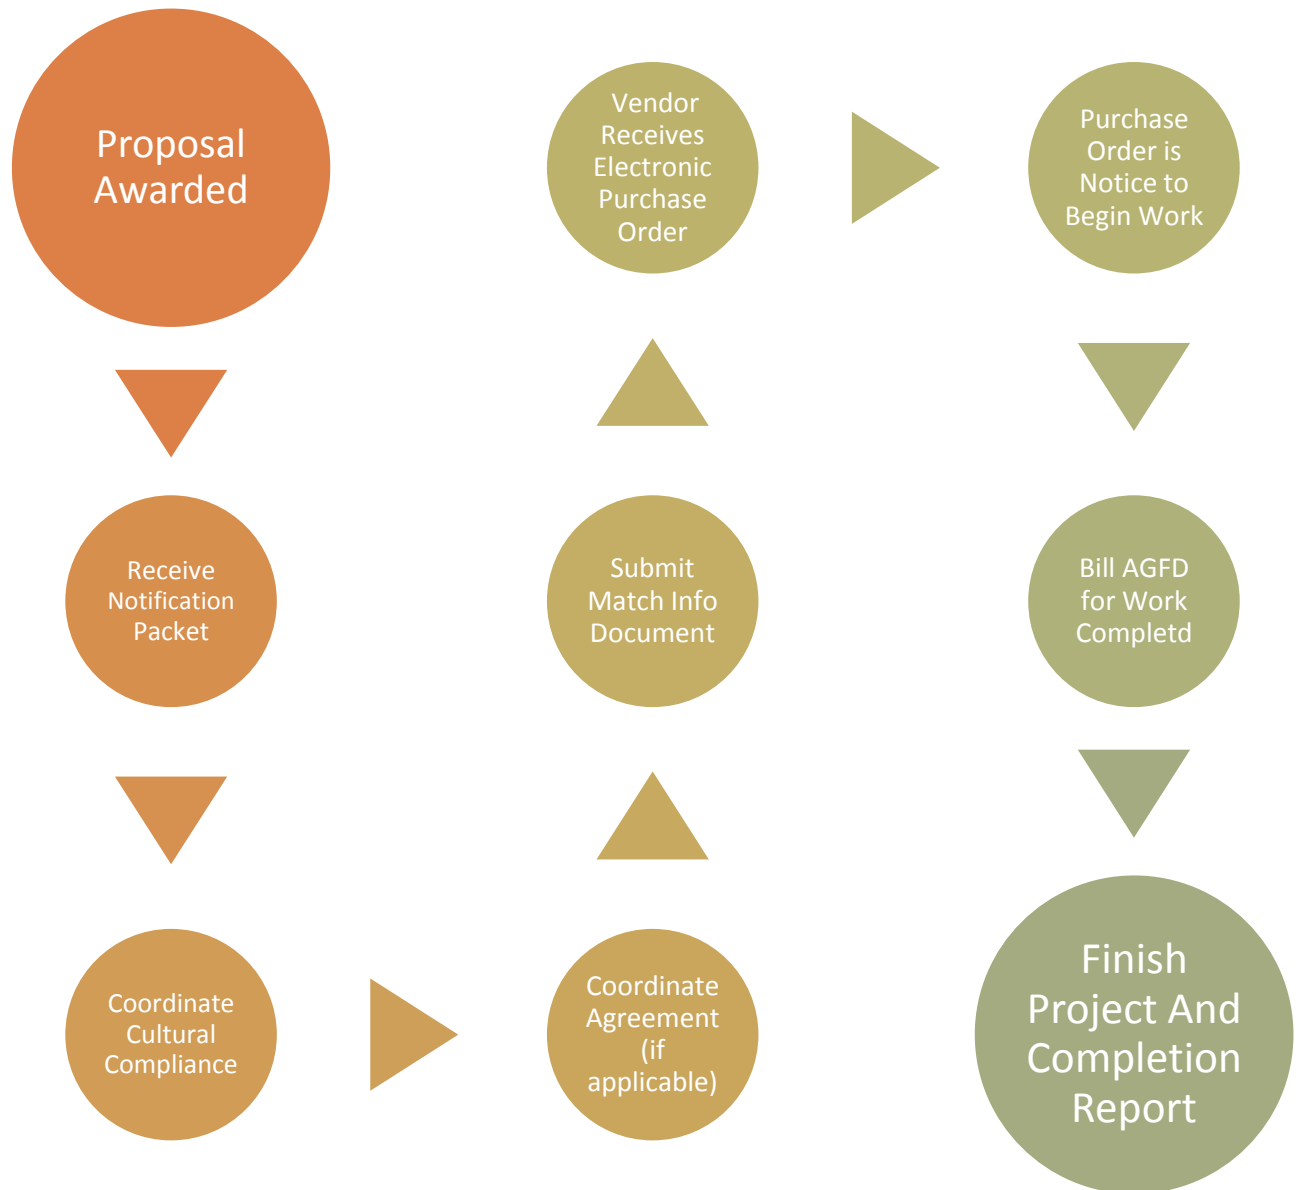 Proposal
Awarded
Receive
Notification
Packet
Coordinate
Cultural
Compliance
Coordinate
Agreement
(if
applicable)
Submit
Match Info
Document
Vendor
Receives
Electronic
Purchase
Order
Purchase
Order is
Notice to
Begin Work
Bill AGFD
for Work
Completd
Finish
Project And
Completion
Report